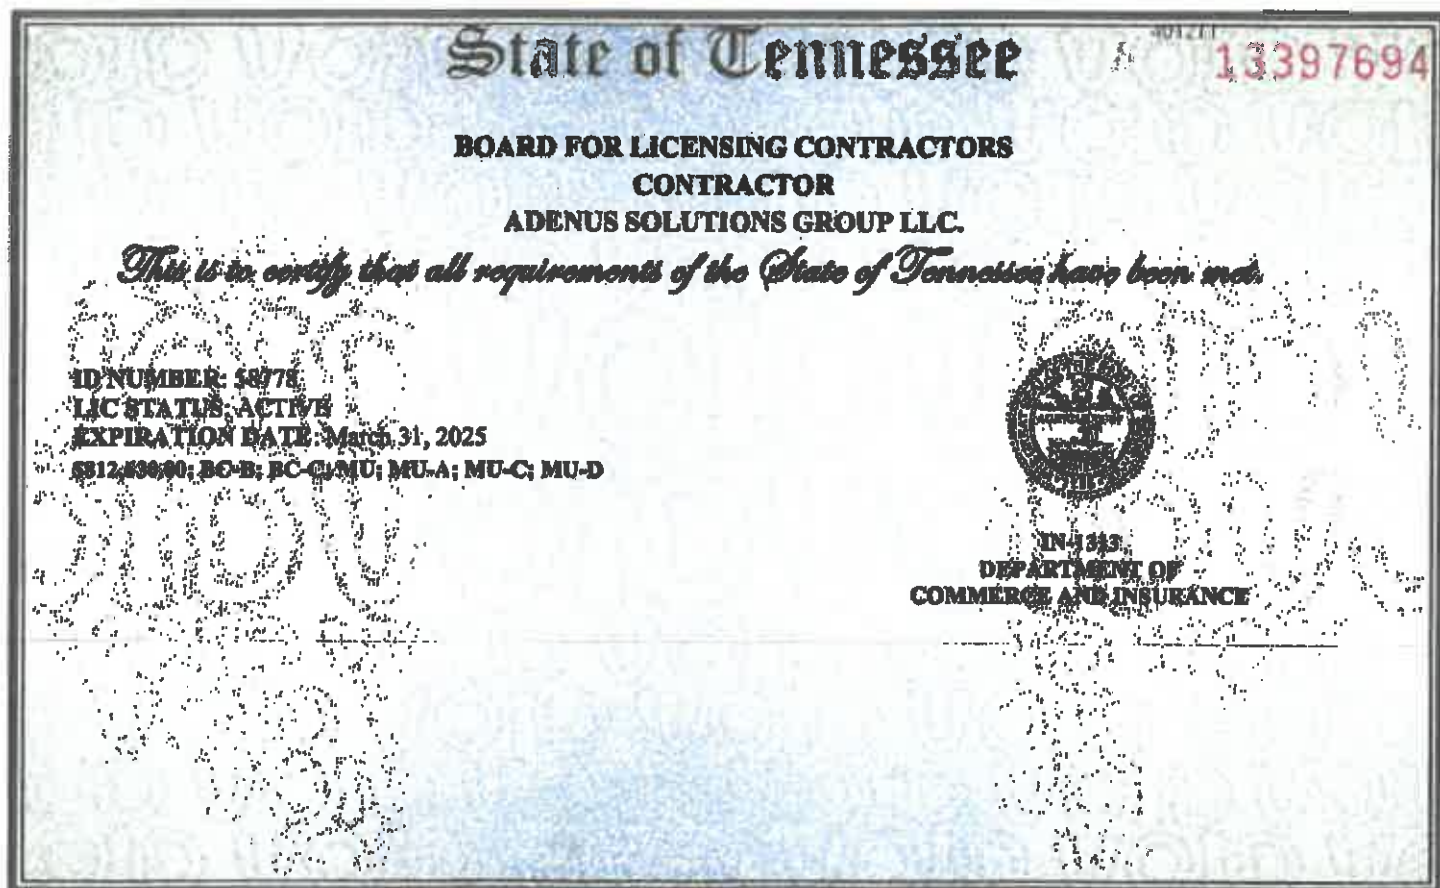 State of Tennessee
13397694
BOARD FOR LICENSING CONTRACTORS
CONTRACTOR
ADENUS SOLUTIONS GROUP LLC.
This is to certify that all requirements of the State of Tennessee have been met.
ID NUMBER: 58778
LIC STATUS: ACTIVE
EXPIRATION DATE: March 31, 2025
BC-B; BC-C; MU; MU-A; MU-C; MU-D
IN-1313
DEPARTMENT OF
COMMERCE AND INSURANCE